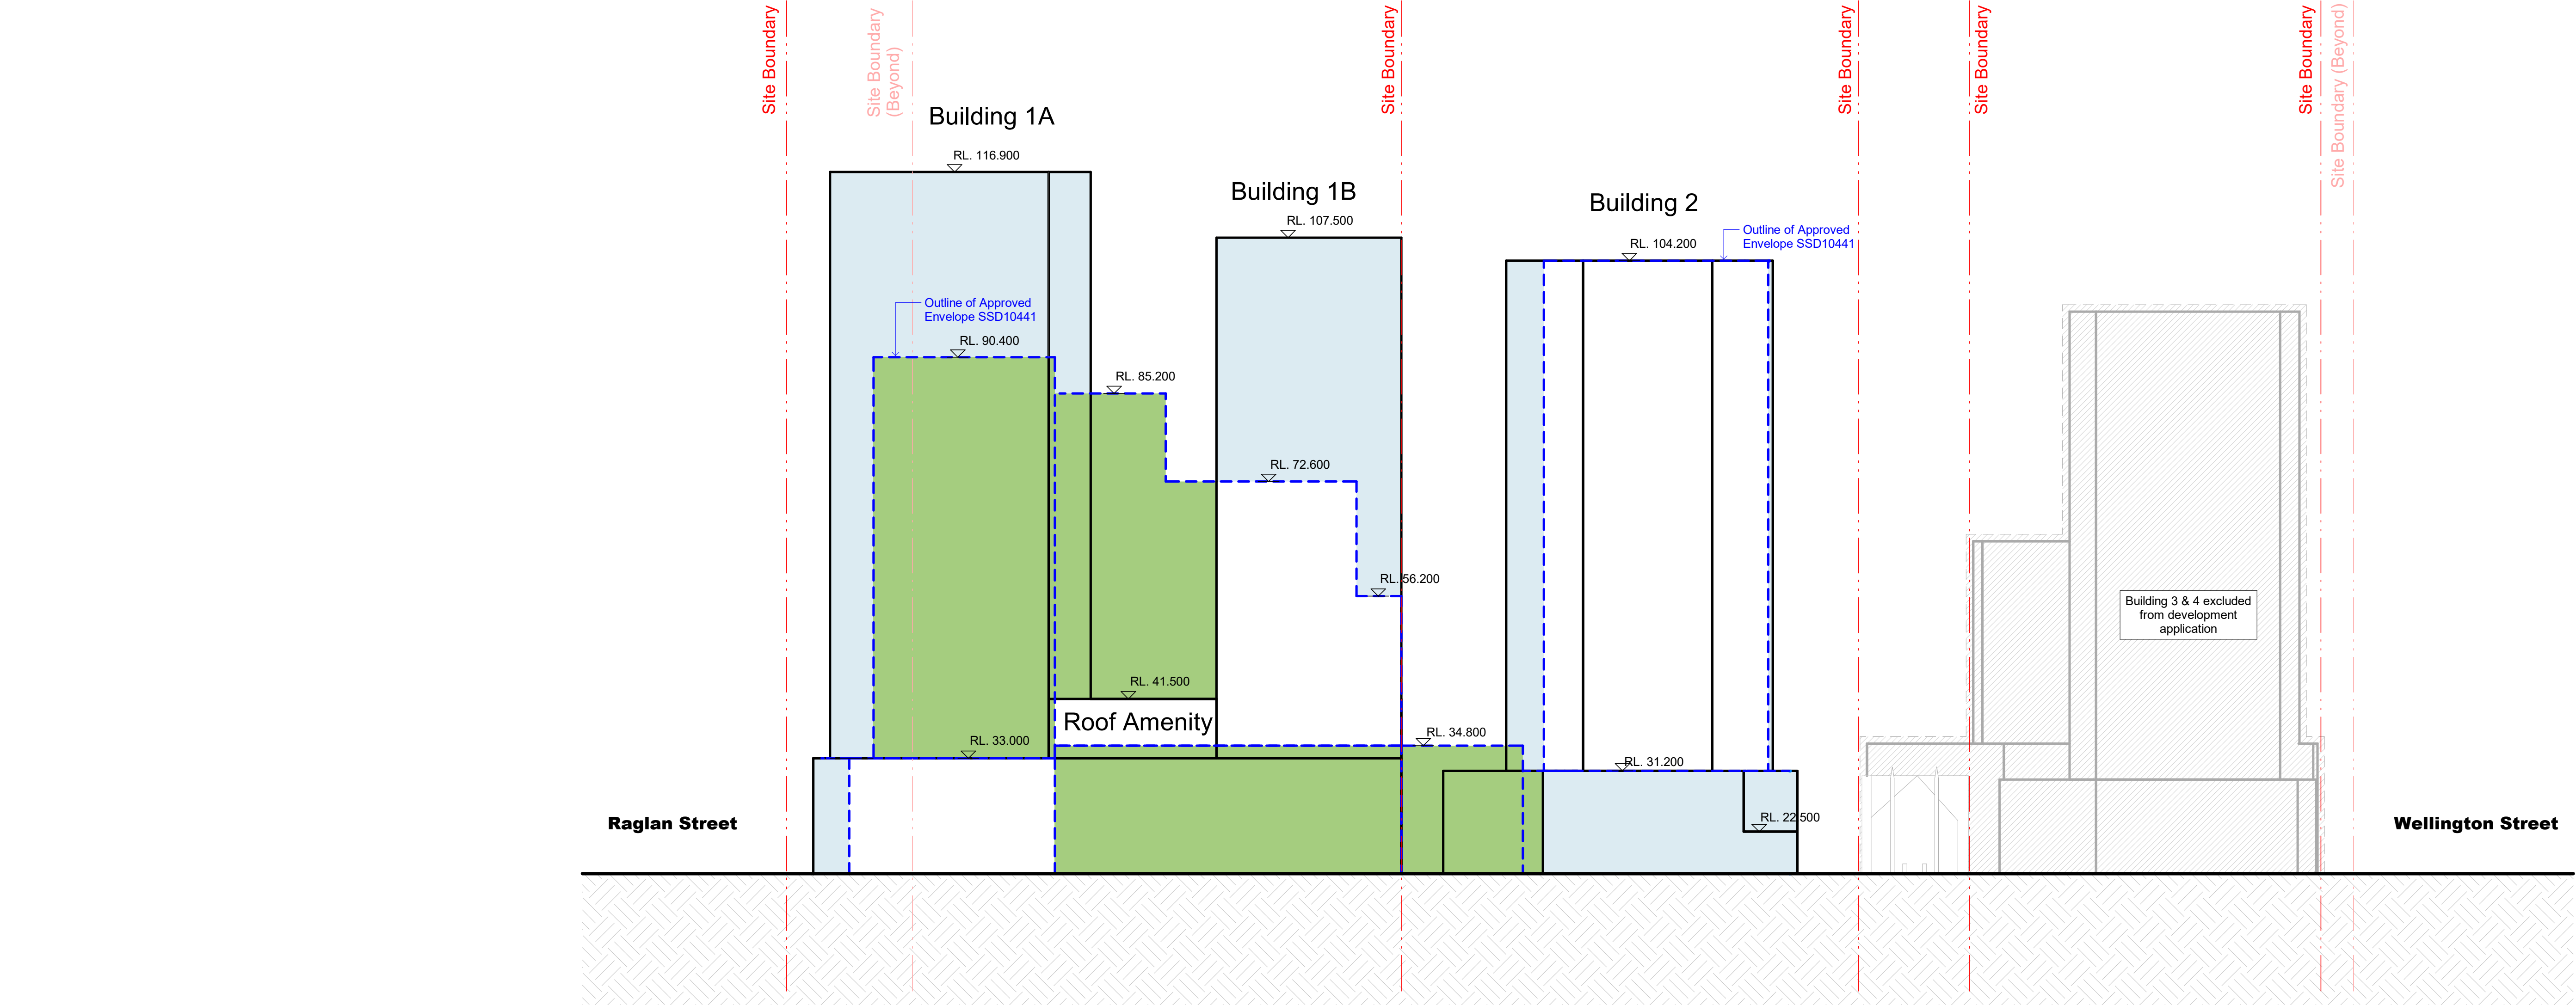 Site Boundary
Site Boundary
(Beyond)
Site Boundary
Site Boundary
Site Boundary
Site Boundary
Site Boundary (Beyond)
Building 1A
RL. 116.900
Building 1B
RL. 107.500
Building 2
RL. 104.200
Outline of Approved
Envelope SSD10441
Outline of Approved
Envelope SSD10441
RL. 90.400
RL. 85.200
RL. 72.600
RL. 56.200
Building 3 & 4 excluded
from development
application
RL. 41.500
Roof Amenity
RL. 33.000
RL. 34.800
RL. 31.200
RL. 22.500
Raglan Street
Wellington Street